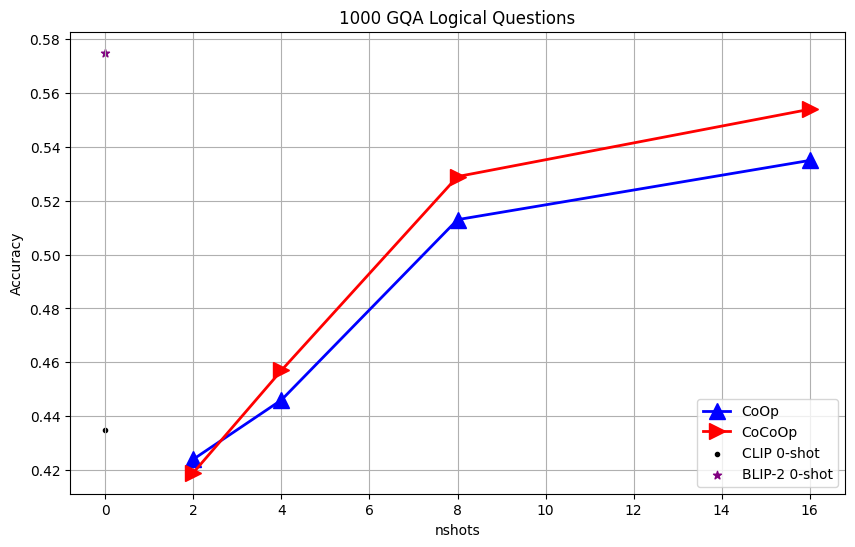 1000 GQA Logical Questions
0.58
0.56
0.54
0.52
0.50
0.48
0.46
0.44
0.42
Accuracy
0 2 4 6 8 10 12 14 16
nshots
CoOp
CoCoOp
CLIP 0-shot
BLIP-2 0-shot